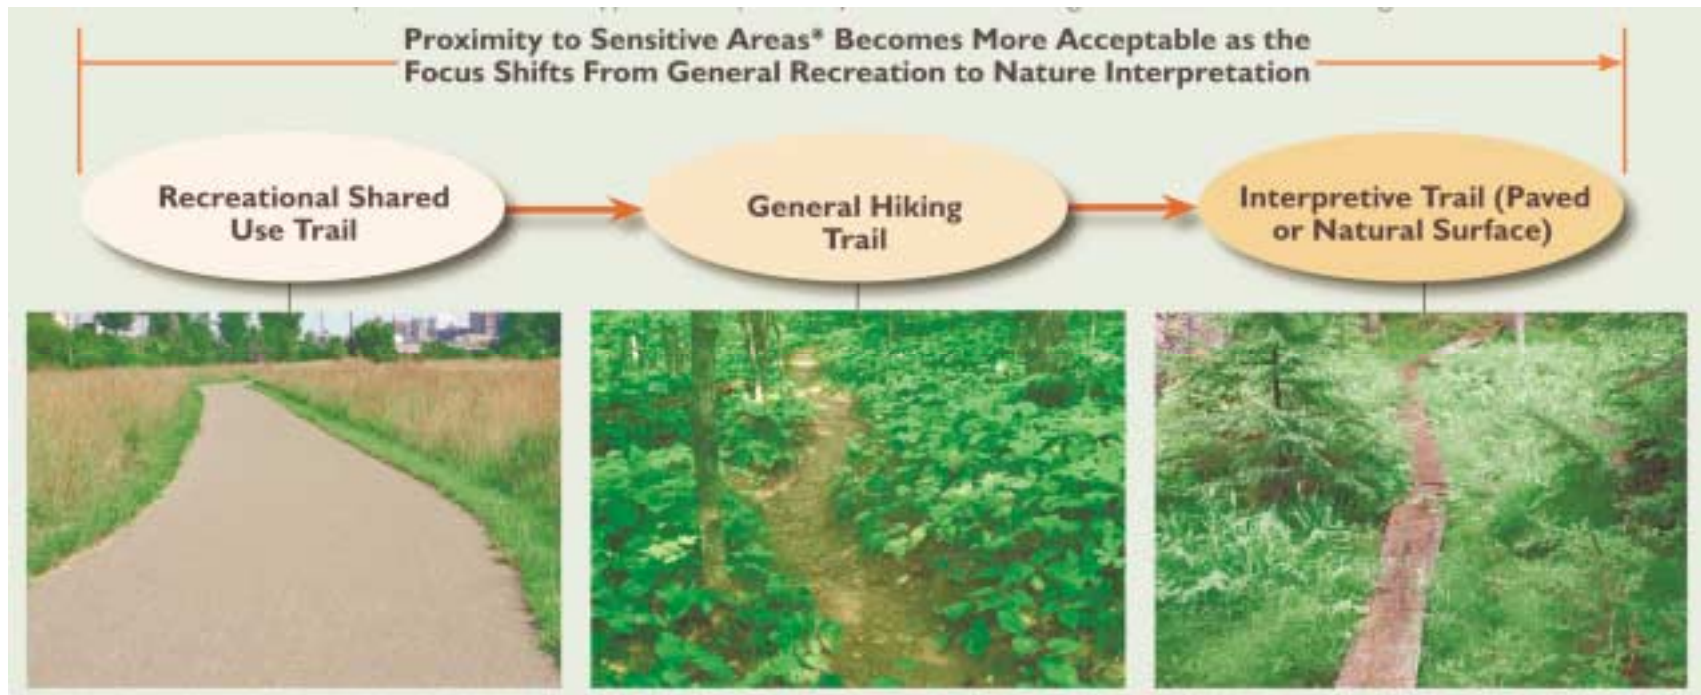 Proximity to Sensitive Areas* Becomes More Acceptable as the
Focus Shifts From General Recreation to Nature Interpretation
Recreational Shared
Use Trail
General Hiking
Trail
Interpretive Trail (Paved
or Natural Surface)